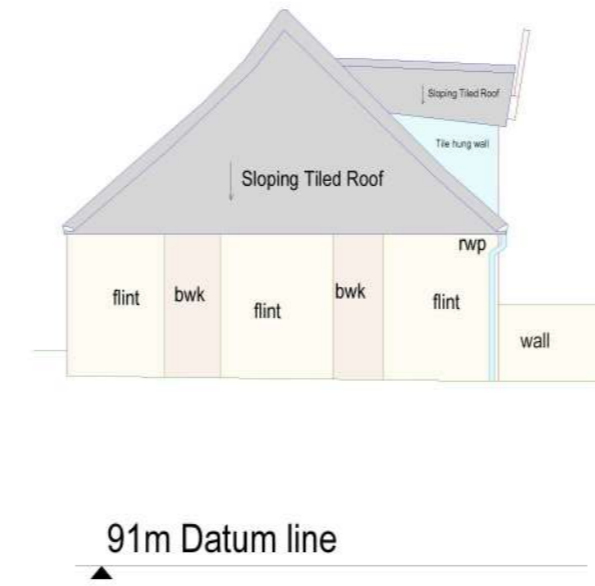 Sloping Tiled Roof
Tile hung wall
Sloping Tiled Roof
rwp
flint
bwk
flint
bwk
flint
wall
91m Datum line